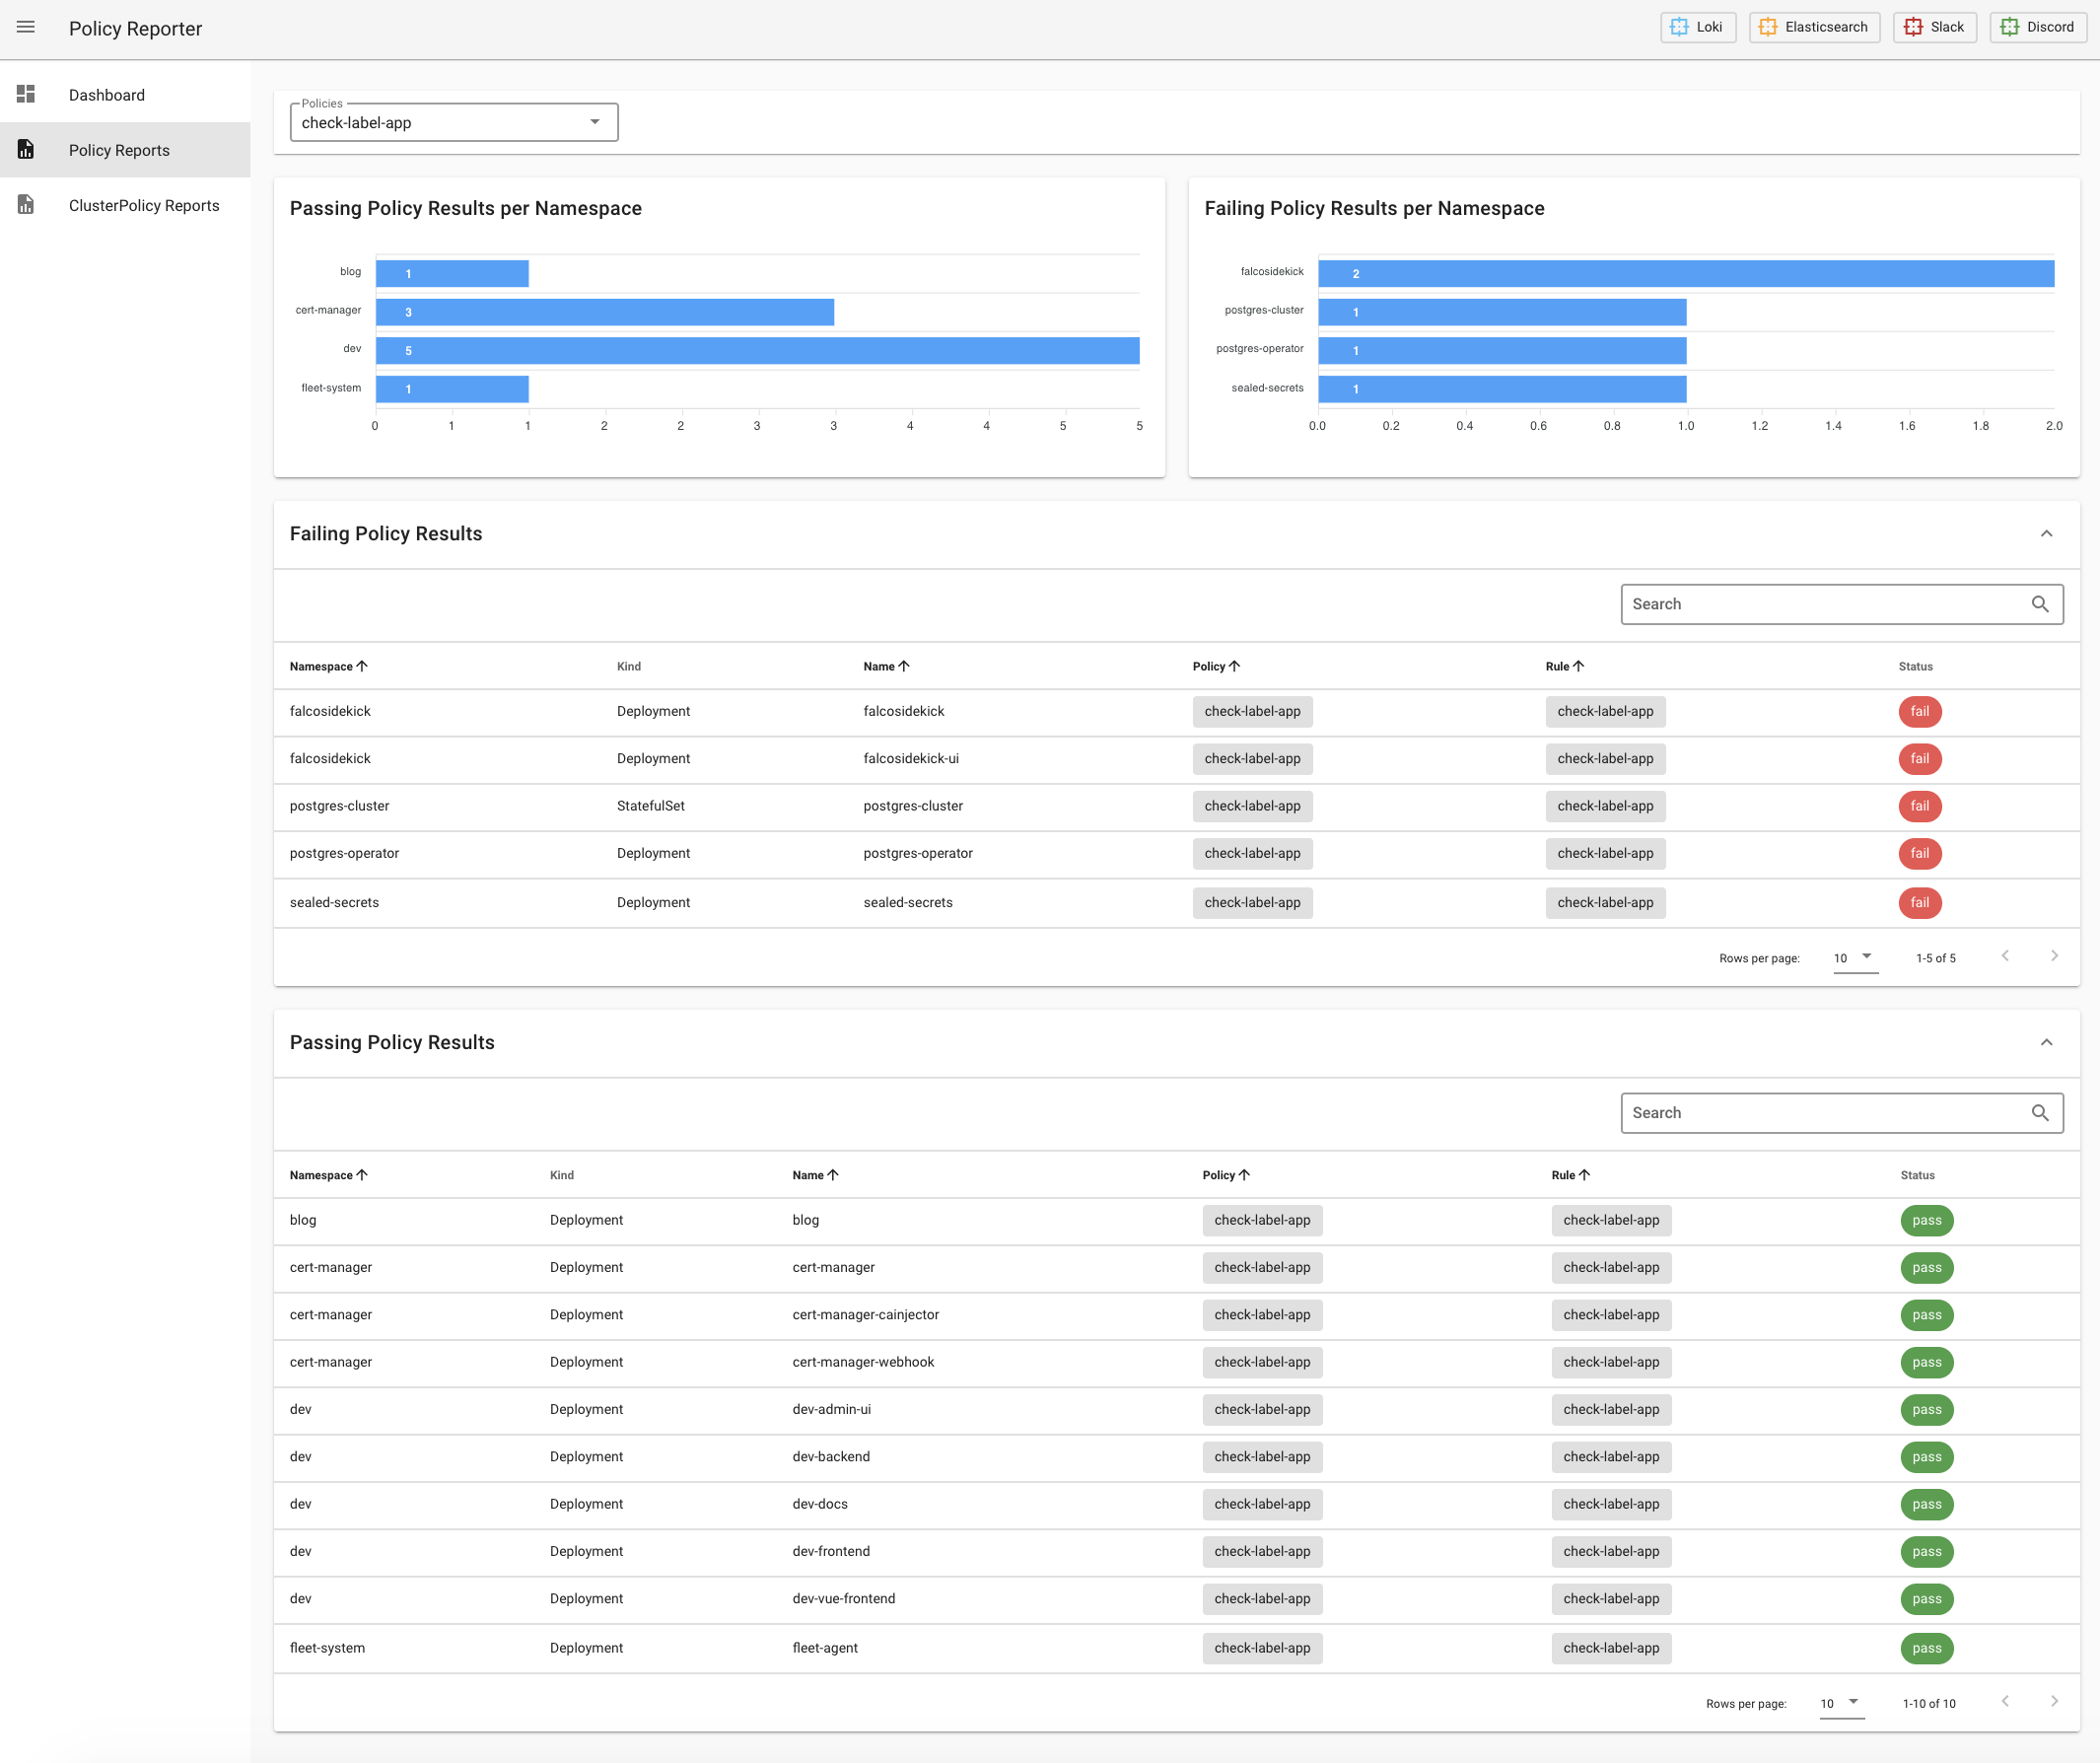 Policy Reporter
Loki
Elasticsearch
Slack
Discord
Dashboard
Policy Reports
ClusterPolicy Reports
Policies
check-label-app
Passing Policy Results per Namespace
blog 1
cert-manager 3
dev 5
fleet-system 1
0 1 1 2 2 3 3 4 4 5 5
Failing Policy Results per Namespace
falcosidekick 2
postgres-cluster 1
postgres-operator 1
sealed-secrets 1
0.0 0.2 0.4 0.6 0.8 1.0 1.2 1.4 1.6 1.8 2.0
Failing Policy Results
Search
Namespace Kind Name Policy Rule Status
falcosidekick Deployment falcosidekick check-label-app check-label-app fail
falcosidekick Deployment falcosidekick-ui check-label-app check-label-app fail
postgres-cluster StatefulSet postgres-cluster check-label-app check-label-app fail
postgres-operator Deployment postgres-operator check-label-app check-label-app fail
sealed-secrets Deployment sealed-secrets check-label-app check-label-app fail
Rows per page: 10 1-5 of 5
Passing Policy Results
Search
Namespace Kind Name Policy Rule Status
blog Deployment blog check-label-app check-label-app pass
cert-manager Deployment cert-manager check-label-app check-label-app pass
cert-manager Deployment cert-manager-cainjector check-label-app check-label-app pass
cert-manager Deployment cert-manager-webhook check-label-app check-label-app pass
dev Deployment dev-admin-ui check-label-app check-label-app pass
dev Deployment dev-backend check-label-app check-label-app pass
dev Deployment dev-docs check-label-app check-label-app pass
dev Deployment dev-frontend check-label-app check-label-app pass
dev Deployment dev-vue-frontend check-label-app check-label-app pass
fleet-system Deployment fleet-agent check-label-app check-label-app pass
Rows per page: 10 1-10 of 10